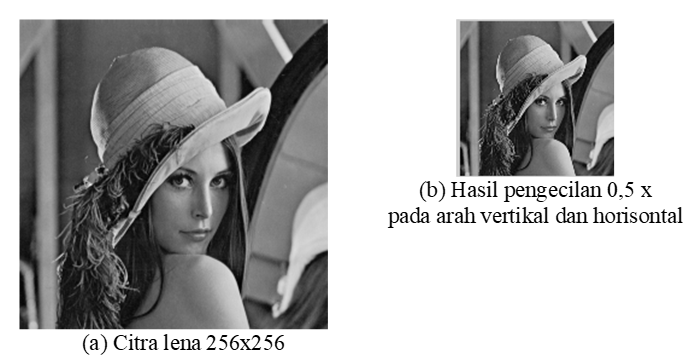 (a) Citra lena 256x256
(b) Hasil pengecilan 0,5 x
pada arah vertikal dan horisontal